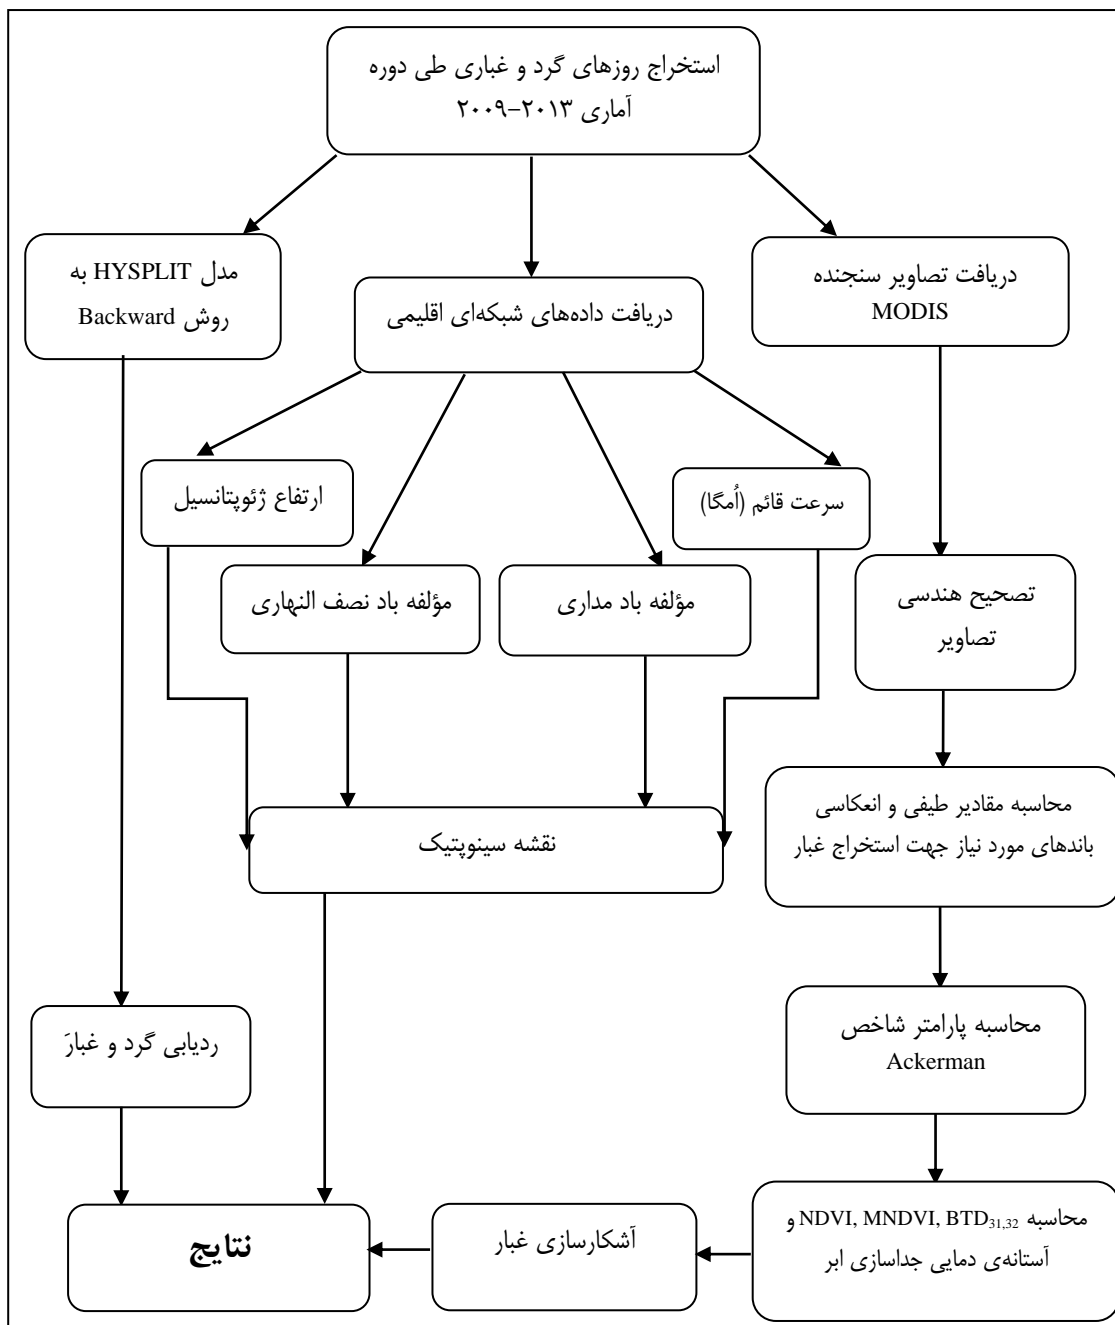 استخراج روزهای گرد و غباری طی دوره
آماری ۲۰۱۳-۲۰۰۹
مدل HYSPLIT به
روش Backward
دریافت داده‌های شبکه‌ای اقلیمی
دریافت تصاویر سنجنده
MODIS
ارتفاع ژئوپتانسیل
سرعت قائم (اُمگا)
مؤلفه باد نصف النهاری
مؤلفه باد مداری
تصحیح هندسی
تصاویر
نقشه سینوپتیک
محاسبه مقادیر طیفی و انعکاسی
باندهای مورد نیاز جهت استخراج غبار
ردیابی گرد و غبارَ
محاسبه پارامتر شاخص
Ackerman
محاسبه NDVI, MNDVI, BTD31,32 و
آستانه‌ی دمایی جداسازی ابر
آشکارسازی غبار
نتایج